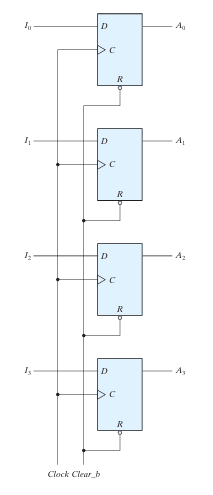 I0 D A0
C
R
I1 D A1
C
R
I2 D A2
C
R
I3 D A3
C
R
Clock Clear_b